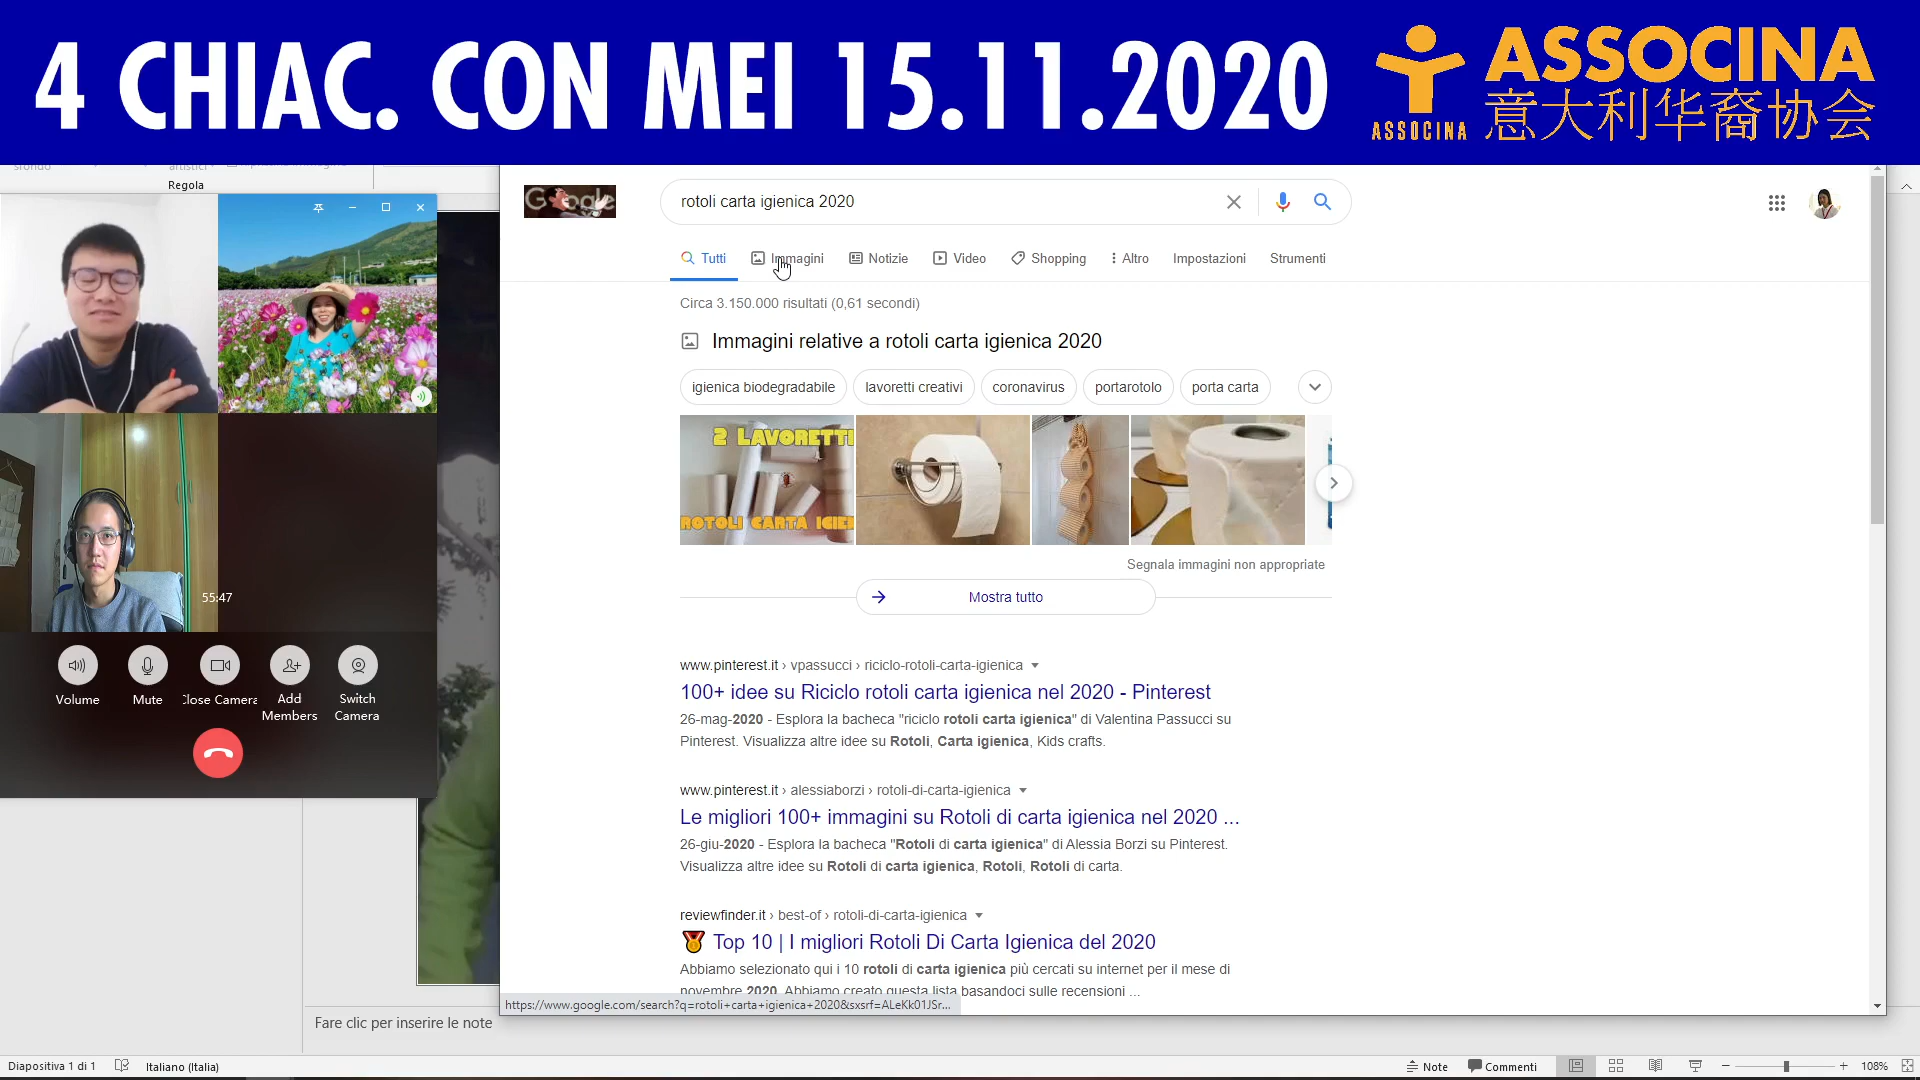 4 CHIAC. CON MEI 15.11.2020
ASSOCINA
ASSOCINA
意大利华裔协会
sfondo
artistici
Regola
Google
rotoli carta igienica 2020
Tutti
Immagini
Notizie
Video
Shopping
Altro
Impostazioni
Strumenti
Circa 3.150.000 risultati (0,61 secondi)
Immagini relative a rotoli carta igienica 2020
igienica biodegradabile
lavoretti creativi
coronavirus
portarotolo
porta carta
2 LAVORETTI
ROTOLI CARTA IGIEN
Segnala immagini non appropriate
Mostra tutto
www.pinterest.it › vpassucci › riciclo-rotoli-carta-igienica
100+ idee su Riciclo rotoli carta igienica nel 2020 - Pinterest
26-mag-2020 - Esplora la bacheca "riciclo rotoli carta igienica" di Valentina Passucci su
Pinterest. Visualizza altre idee su Rotoli, Carta igienica, Kids crafts.
www.pinterest.it › alessiaborzi › rotoli-di-carta-igienica
Le migliori 100+ immagini su Rotoli di carta igienica nel 2020 ...
26-giu-2020 - Esplora la bacheca "Rotoli di carta igienica" di Alessia Borzi su Pinterest.
Visualizza altre idee su Rotoli di carta igienica, Rotoli, Rotoli di carta.
reviewfinder.it › best-of › rotoli-di-carta-igienica
Top 10 | I migliori Rotoli Di Carta Igienica del 2020
Abbiamo selezionato qui i 10 rotoli di carta igienica più cercati su internet per il mese di
novembre 2020. Abbiamo creato questa lista basandoci sulle recensioni ...
https://www.google.com/search?q=rotoli+carta+igienica+2020&sxsrf=ALeKk01JSr...
55:47
Volume
Mute
Close Camera
Add Members
Switch Camera
Fare clic per inserire le note
Diapositiva 1 di 1
Italiano (Italia)
Note
Commenti
108%